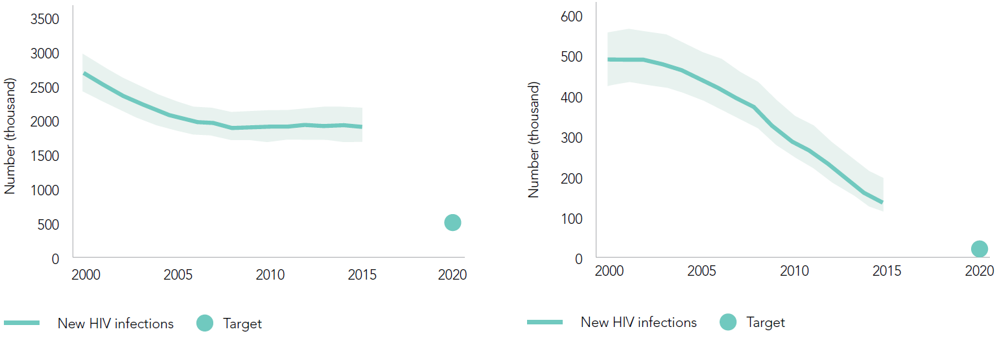 Number (thousand)
3500
3000
2500
2000
1500
1000
500
0
2000 2005 2010 2015 2020
New HIV infections Target
Number (thousand)
600
500
400
300
200
100
0
2000 2005 2010 2015 2020
New HIV infections Target